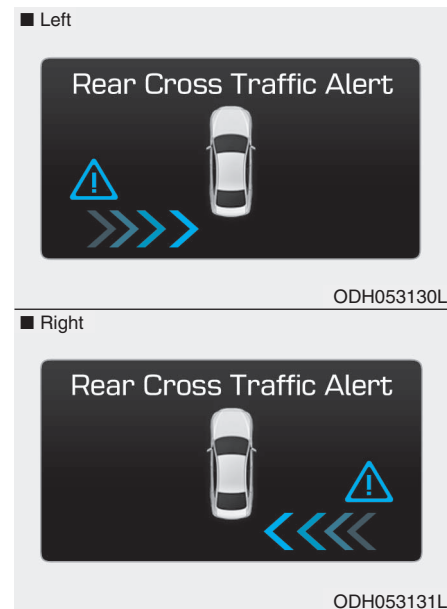 ■ Left
Rear Cross Traffic Alert
ODH053130L
■ Right
Rear Cross Traffic Alert
ODH053131L